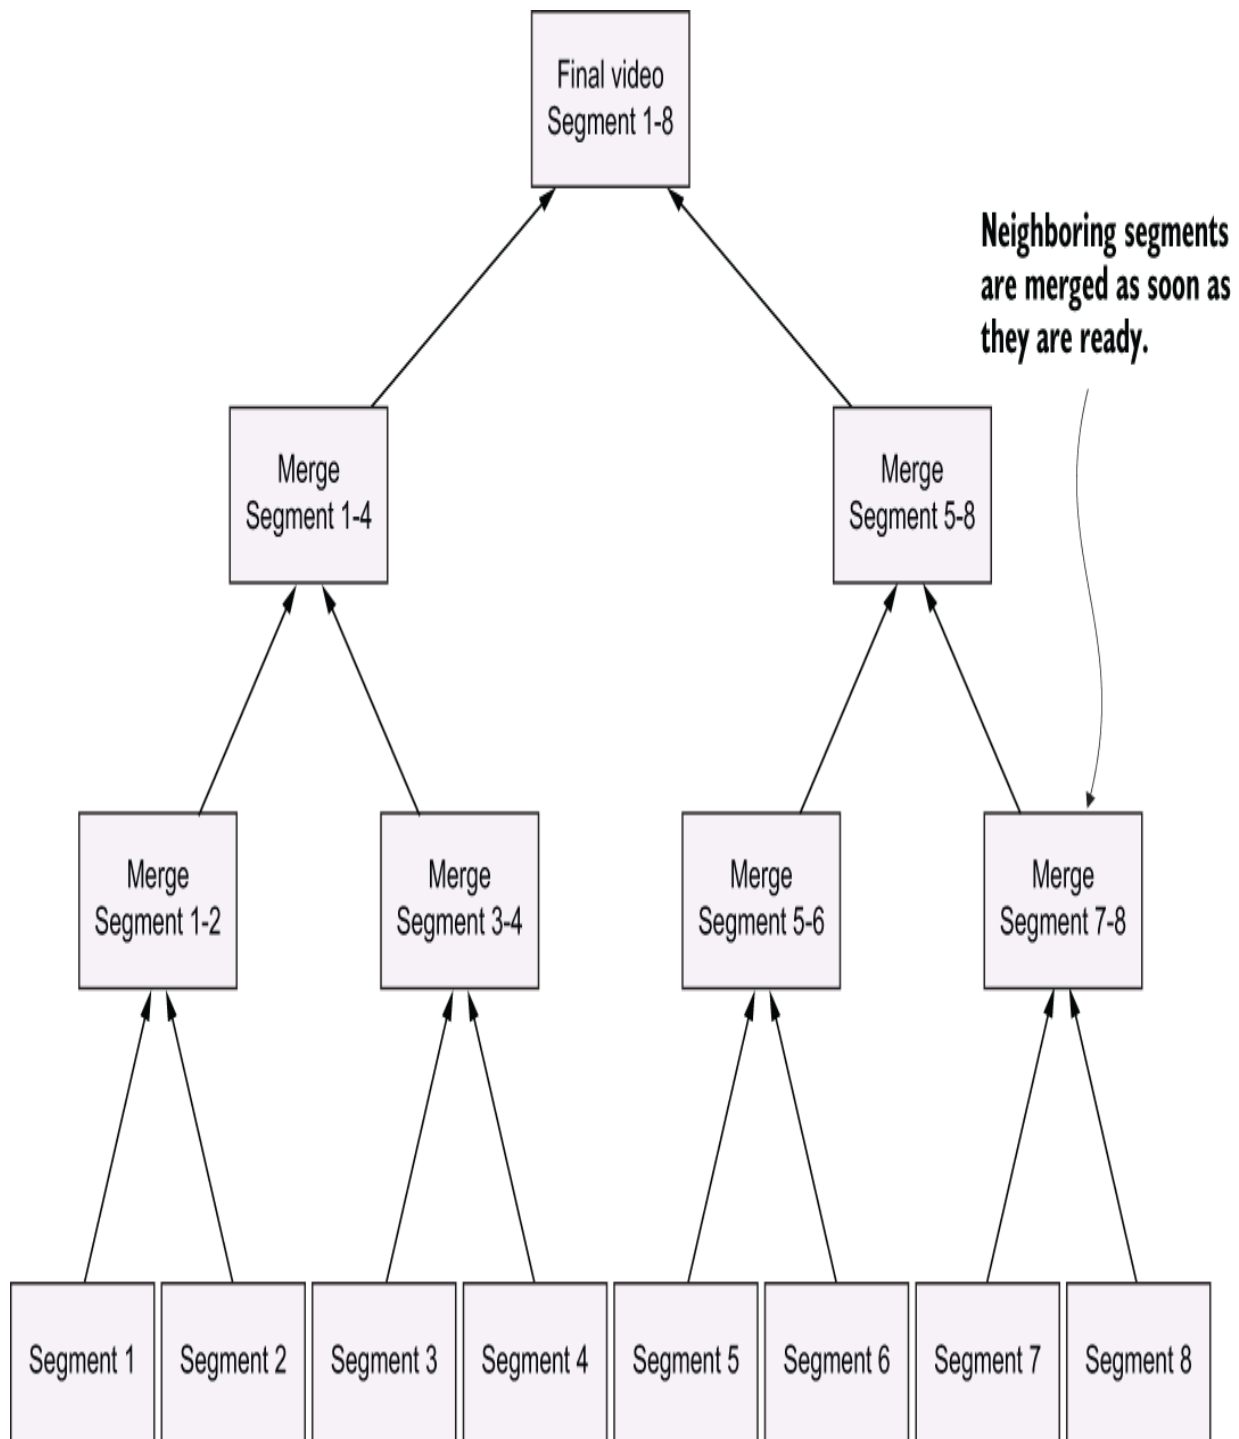 Final video
Segment 1-8
Neighboring segments
are merged as soon as
they are ready.
Merge
Segment 1-4
Merge
Segment 5-8
Merge
Segment 1-2
Merge
Segment 3-4
Merge
Segment 5-6
Merge
Segment 7-8
Segment 1
Segment 2
Segment 3
Segment 4
Segment 5
Segment 6
Segment 7
Segment 8